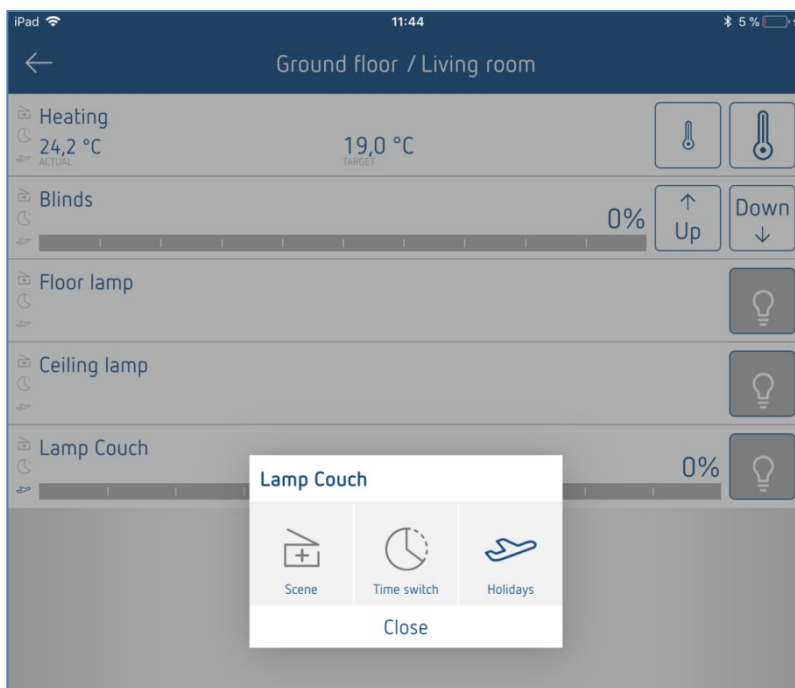 iPad 11:44 5 %
Ground floor / Living room
Heating
24,2 °C 19,0 °C
ACTUAL TARGET
Blinds
0% Up Down
Floor lamp
Ceiling lamp
Lamp Couch
0%
Lamp Couch
Scene Time switch Holidays
Close